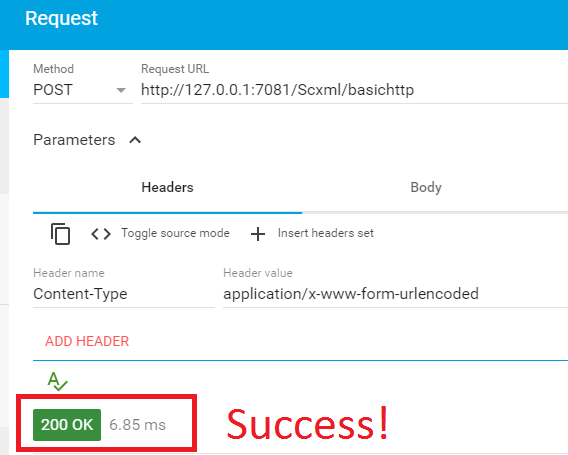 Request
Method Request URL
POST http://127.0.0.1:7081/Scxml/basichttp
Parameters
Headers Body
Toggle source mode Insert headers set
Header name Header value
Content-Type application/x-www-form-urlencoded
ADD HEADER
200 OK 6.85 ms Success!